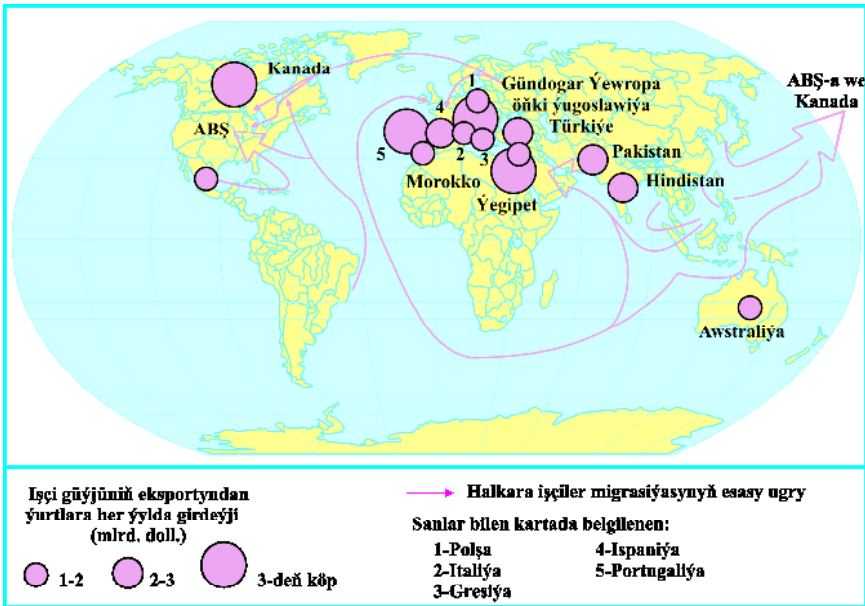 Kanada
ABŞ
1
Gündogar Ýewropa
öňki ýugoslawiýa
Türkiýe
4
5
2
3
Morokko
Ýegipet
Pakistan
Hindistan
ABŞ-a we
Kanada
Awstraliýa
Işçi güýjüniň eksportyndan
ýurtlara her ýylda girdeýji
(mlrd. doll.)
1-2
2-3
3-deň köp
Halkara işçiler migrasiýasynyň esasy ugry
Sanlar bilen kartada belgilenen:
1-Polşa
2-Italiýa
3-Gresiýa
4-Ispaniýa
5-Portugaliýa